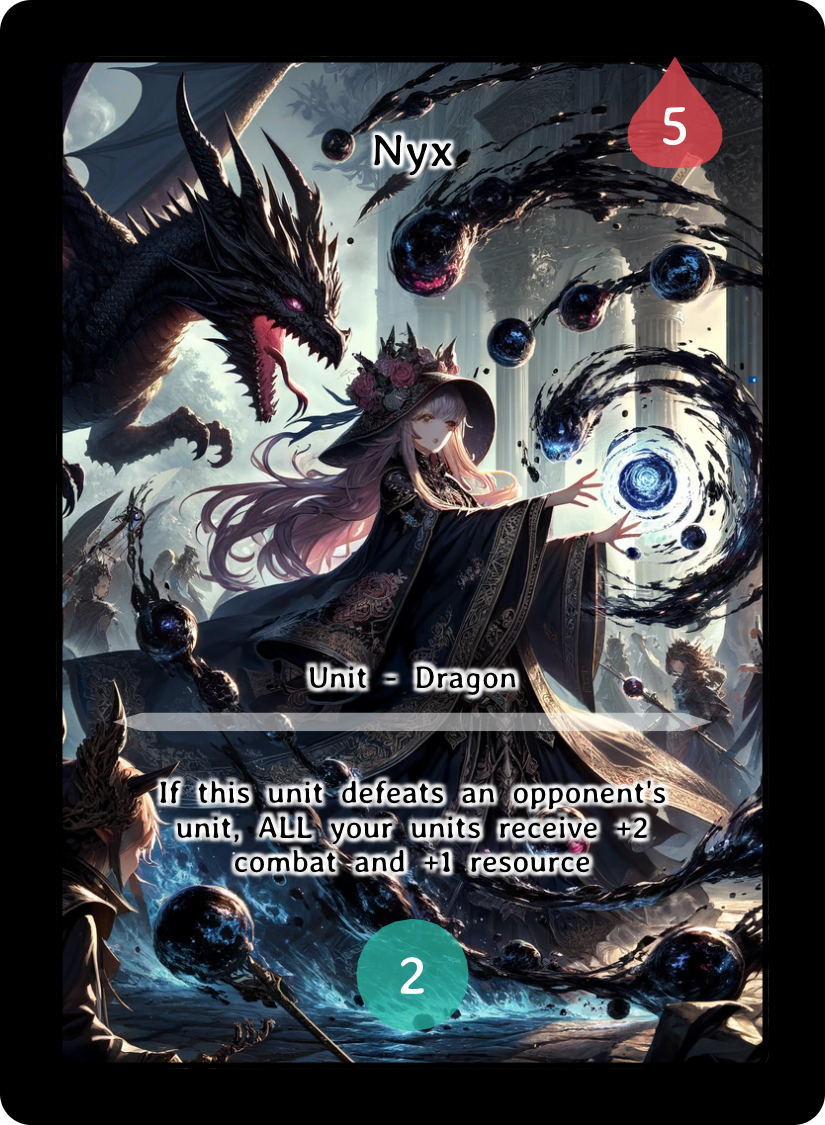 5
Nyx
Unit - Dragon
If this unit defeats an opponent's
unit, ALL your units receive +2
combat and +1 resource
2